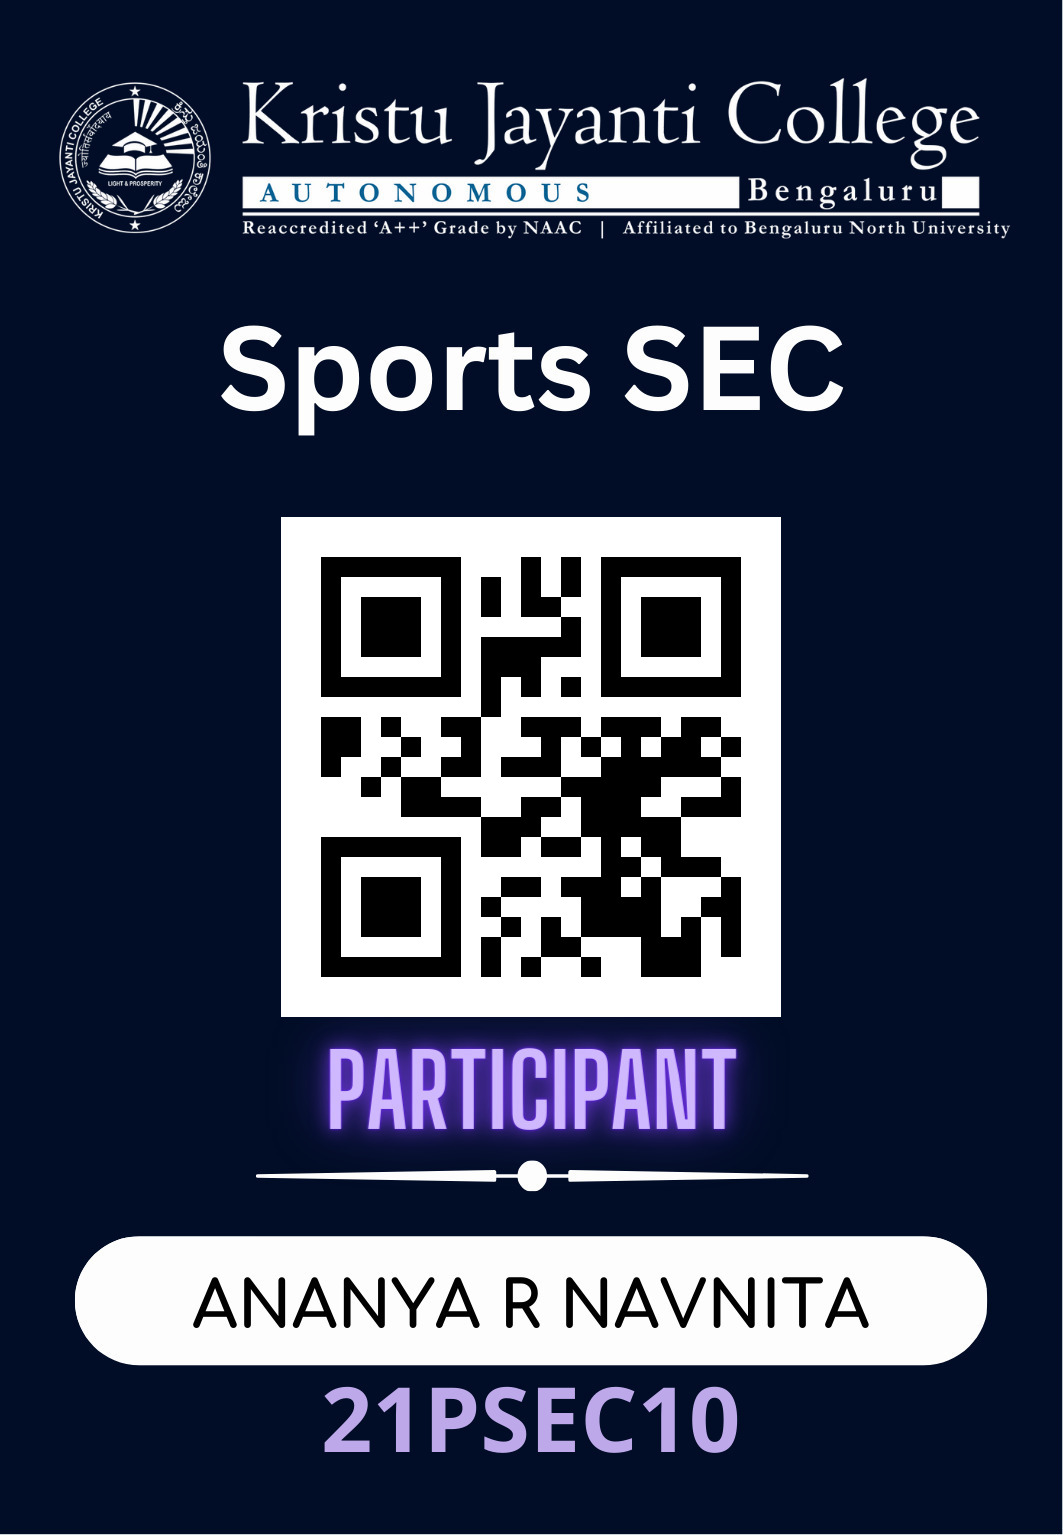 Kristu Jayanti College
AUTONOMOUS Bengaluru
Reaccredited ‘A++’ Grade by NAAC | Affiliated to Bengaluru North University
KRISTU JAYANTI COLLEGE
LIGHT & PROSPERITY
Sports SEC
PARTICIPANT
ANANYA R NAVNITA
21PSEC10